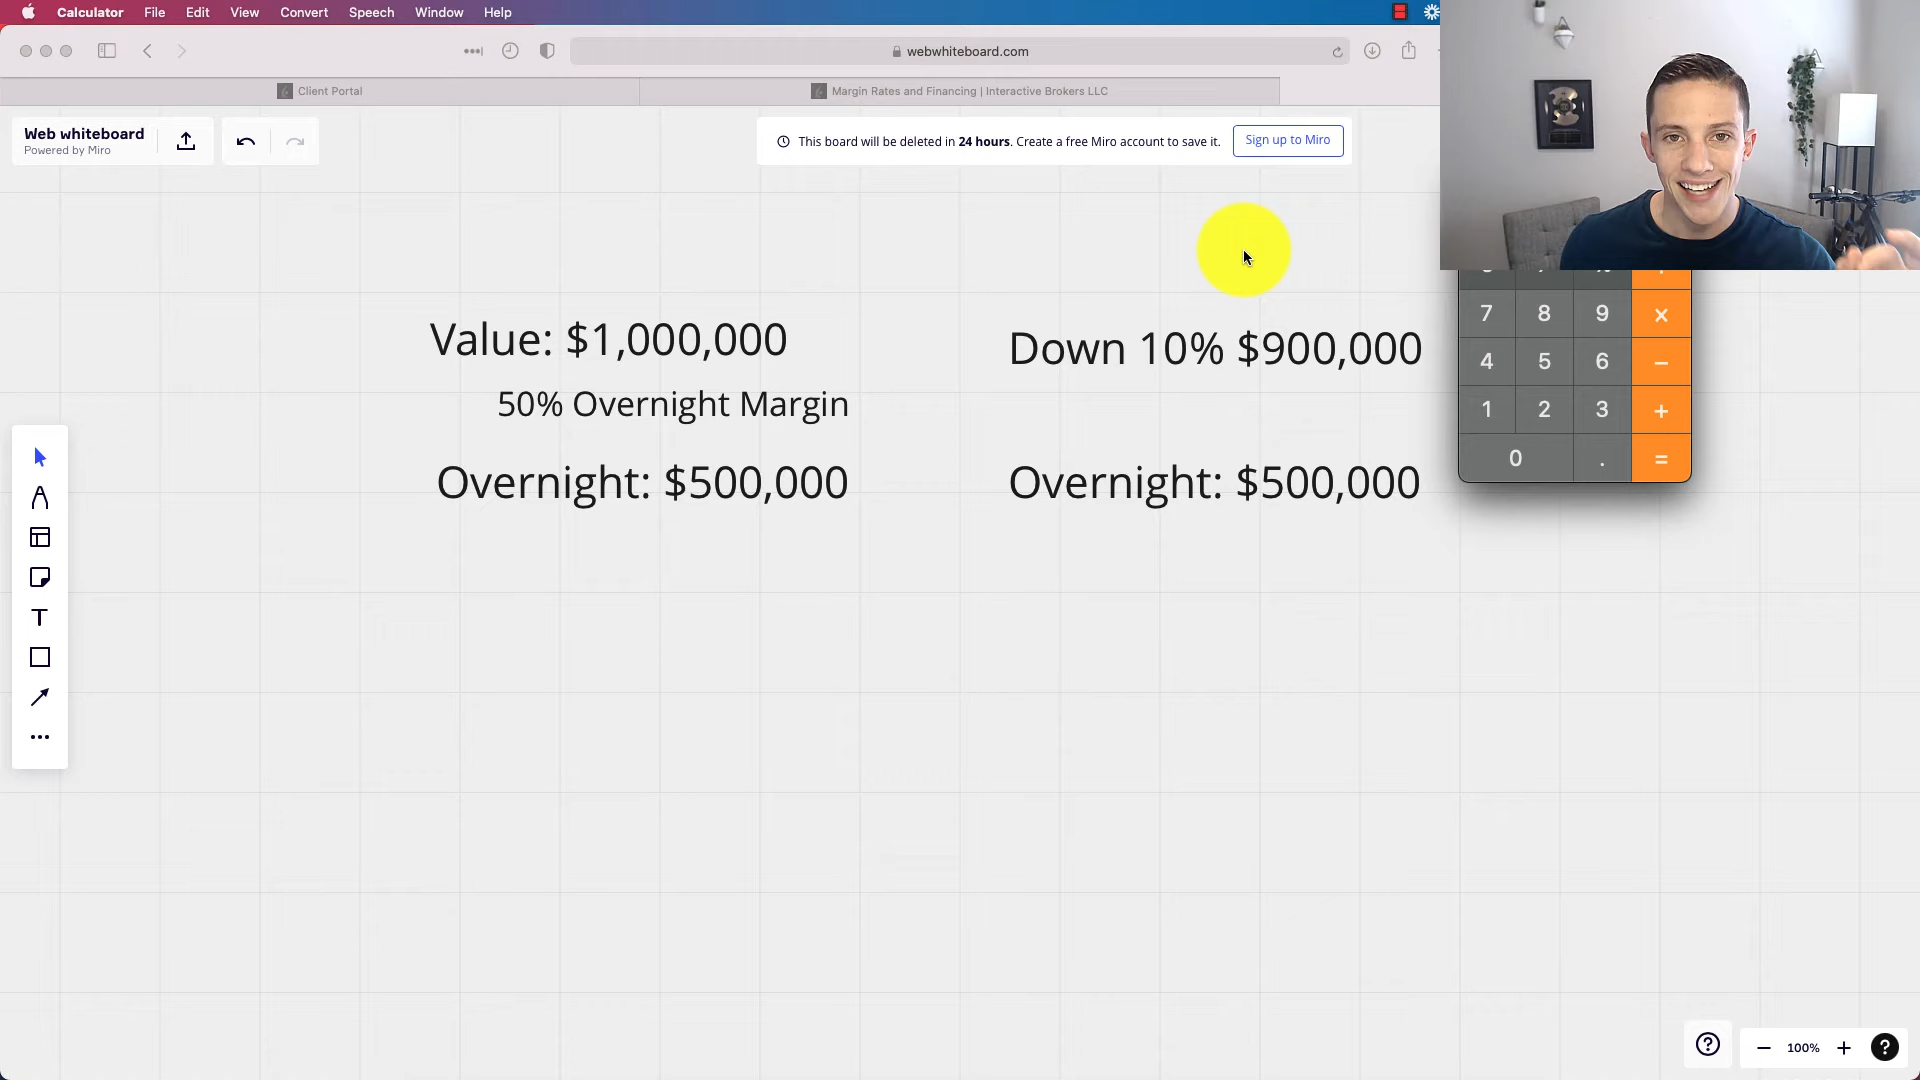 Calculator File Edit View Convert Speech Window Help
webwhiteboard.com
Client Portal
Margin Rates and Financing | Interactive Brokers LLC
Web whiteboard
Powered by Miro
This board will be deleted in 24 hours. Create a free Miro account to save it.
Sign up to Miro
Value: $1,000,000
Down 10% $900,000
50% Overnight Margin
Overnight: $500,000
Overnight: $500,000
7 8 9 ×
4 5 6 −
1 2 3 +
0 . =
T
− 100% +